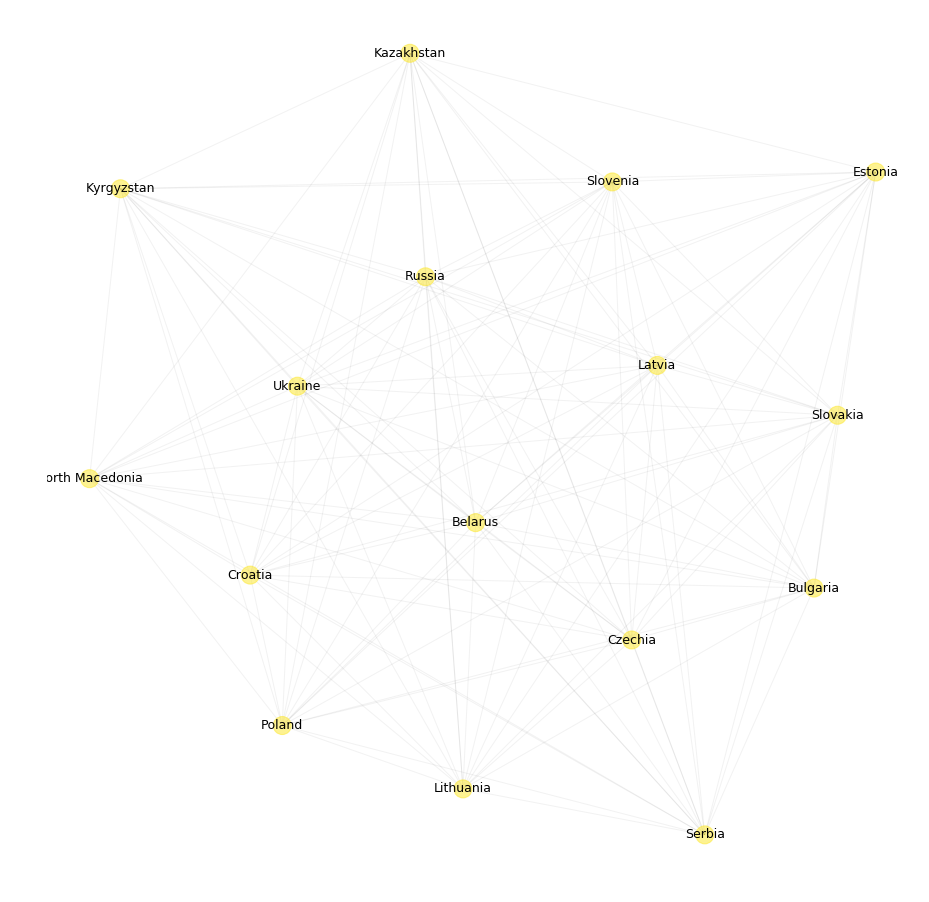 Kazakhstan
Estonia
Slovenia
Kyrgyzstan
Russia
Latvia
Ukraine
Slovakia
orth Macedonia
Belarus
Croatia
Bulgaria
Czechia
Poland
Lithuania
Serbia